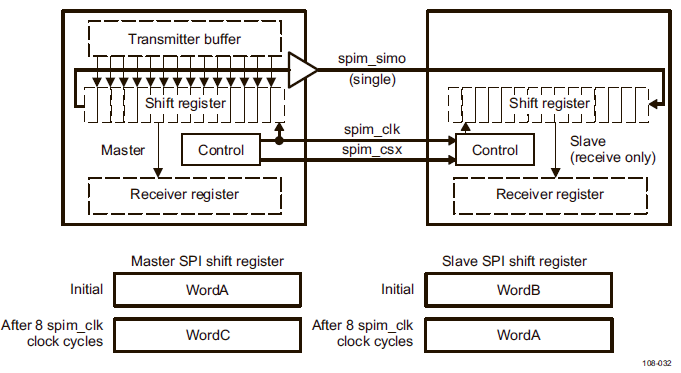 Transmitter buffer
spim_simo
(single)
Shift register
Shift register
spim_clk
Master
Control
spim_csx
Control
Slave
(receive only)
Receiver register
Receiver register
Master SPI shift register
Slave SPI shift register
Initial
WordA
Initial
WordB
After 8 spim_clk
clock cycles
WordC
After 8 spim_clk
clock cycles
WordA
108-032